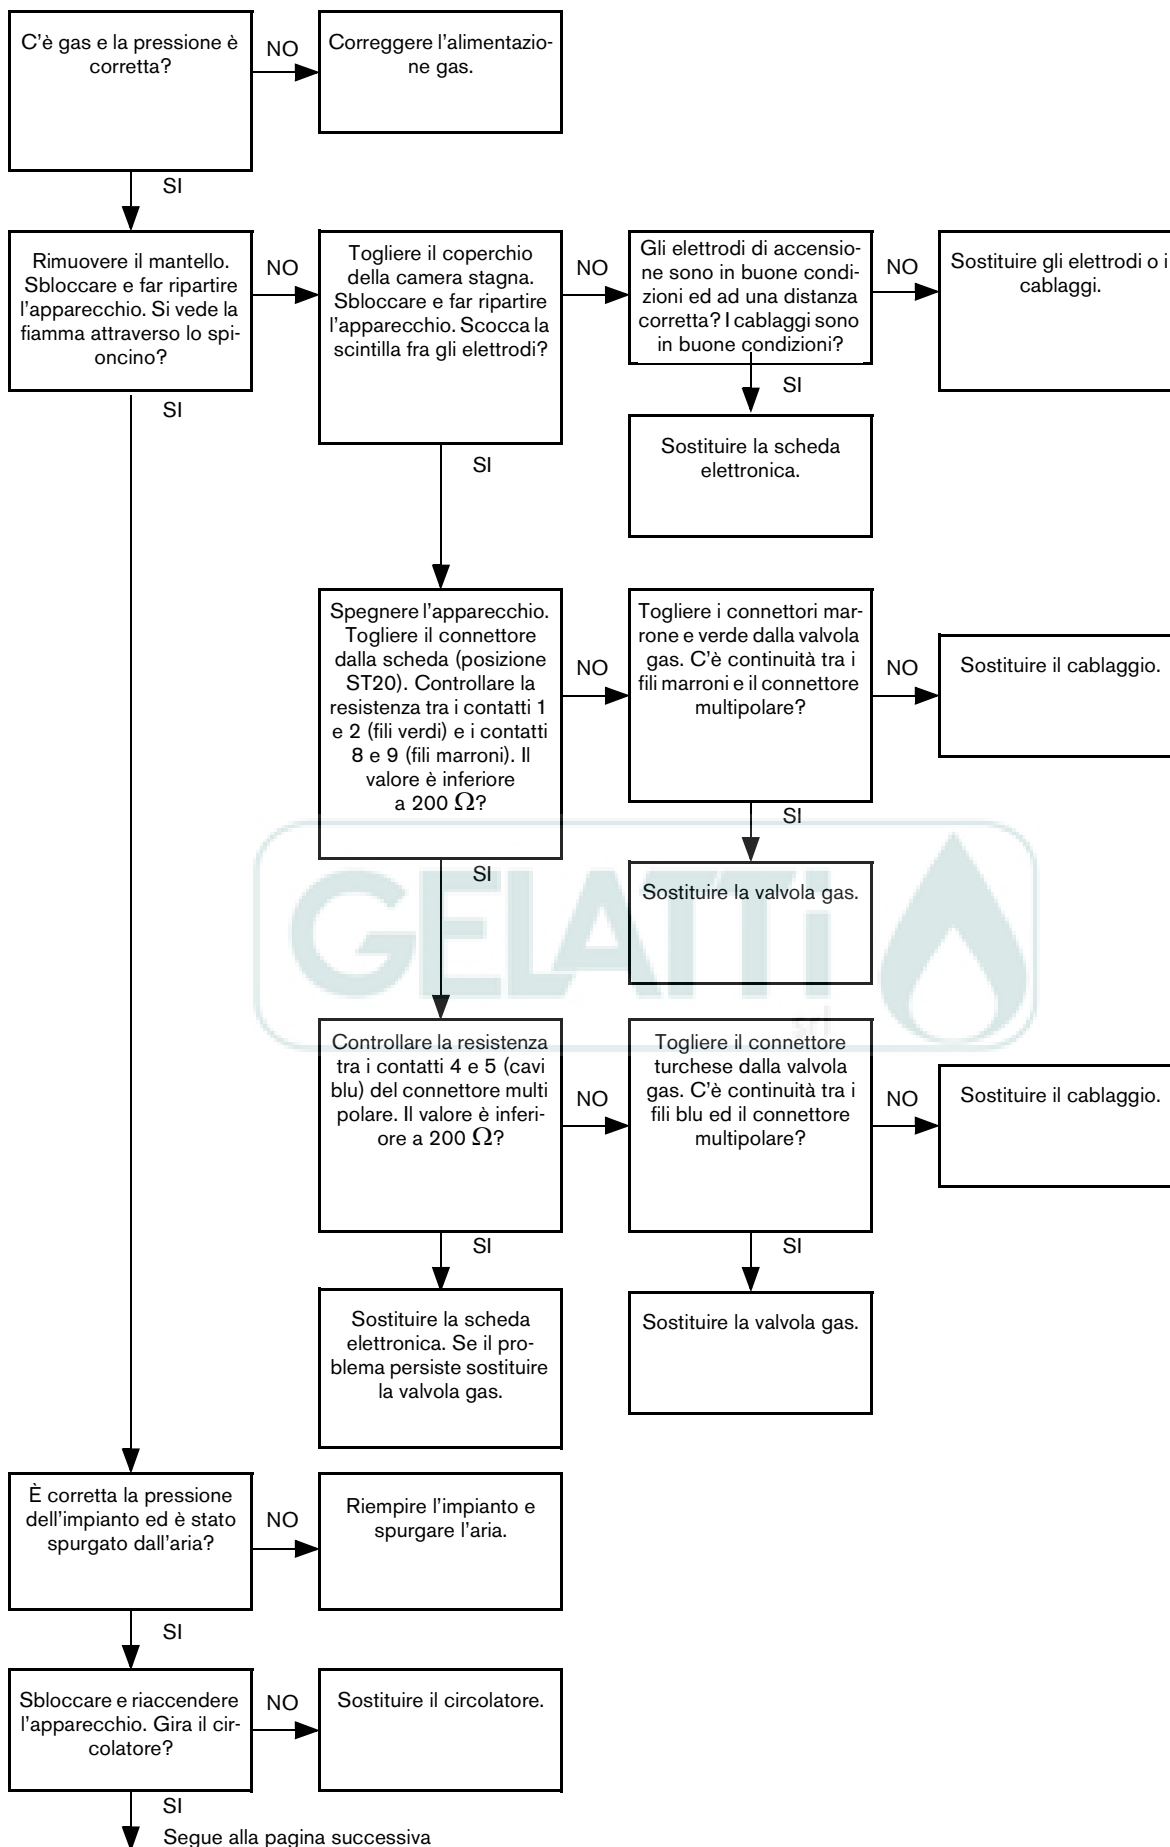 C'è gas e la pressione è
corretta?
NO
Correggere l'alimentazio-
ne gas.
SI
Rimuovere il mantello.
Sbloccare e far ripartire
l'apparecchio. Si vede la
fiamma attraverso lo spi-
oncino?
NO
Togliere il coperchio
della camera stagna.
Sbloccare e far ripartire
l'apparecchio. Scocca la
scintilla fra gli elettrodi?
NO
Gli elettrodi di accensio-
ne sono in buone condi-
zioni ed ad una distanza
corretta? I cablaggi sono
in buone condizioni?
NO
Sostituire gli elettrodi o i
cablaggi.
SI
SI
Sostituire la scheda
elettronica.
SI
Spegnere l'apparecchio.
Togliere il connettore
dalla scheda (posizione
ST20). Controllare la
resistenza tra i contatti 1
e 2 (fili verdi) e i contatti
8 e 9 (fili marroni). Il
valore è inferiore
a 200 Ω?
NO
Togliere i connettori mar-
rone e verde dalla valvola
gas. C'è continuità tra i
fili marroni e il connettore
multipolare?
NO
Sostituire il cablaggio.
SI
Sostituire la valvola gas.
SI
GELATTi
srl
Controllare la resistenza
tra i contatti 4 e 5 (cavi
blu) del connettore multi
polare. Il valore è inferi-
ore a 200 Ω?
NO
Togliere il connettore
turchese dalla valvola
gas. C'è continuità tra i
fili blu ed il connettore
multipolare?
NO
Sostituire il cablaggio.
SI
Sostituire la scheda
elettronica. Se il pro-
blema persiste sostituire
la valvola gas.
SI
Sostituire la valvola gas.
È corretta la pressione
dell'impianto ed è stato
spurgato dall'aria?
NO
Riempire l'impianto e
spurgare l'aria.
SI
Sbloccare e riaccendere
l'apparecchio. Gira il cir-
colatore?
NO
Sostituire il circolatore.
SI
Segue alla pagina successiva